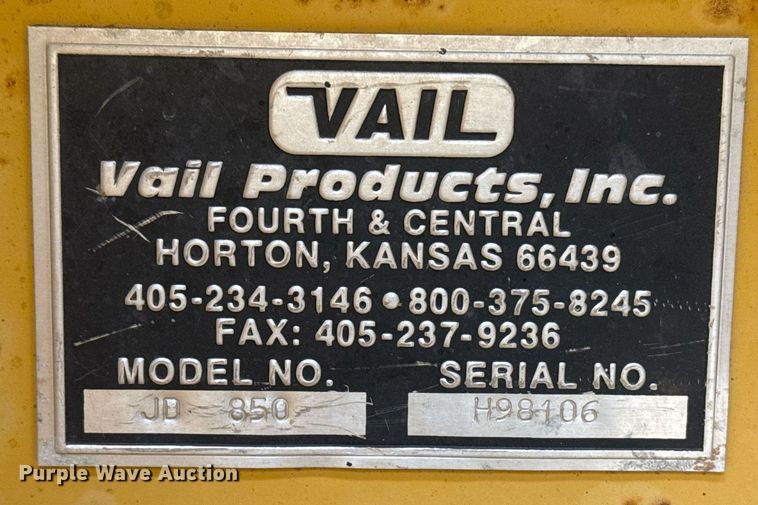 VAIL
Vail Products, Inc.
FOURTH & CENTRAL
HORTON, KANSAS 66439
405-234-3146 • 800-375-8245
FAX: 405-237-9236
MODEL NO. SERIAL NO.
JD 850 H98106
Purple Wave Auction